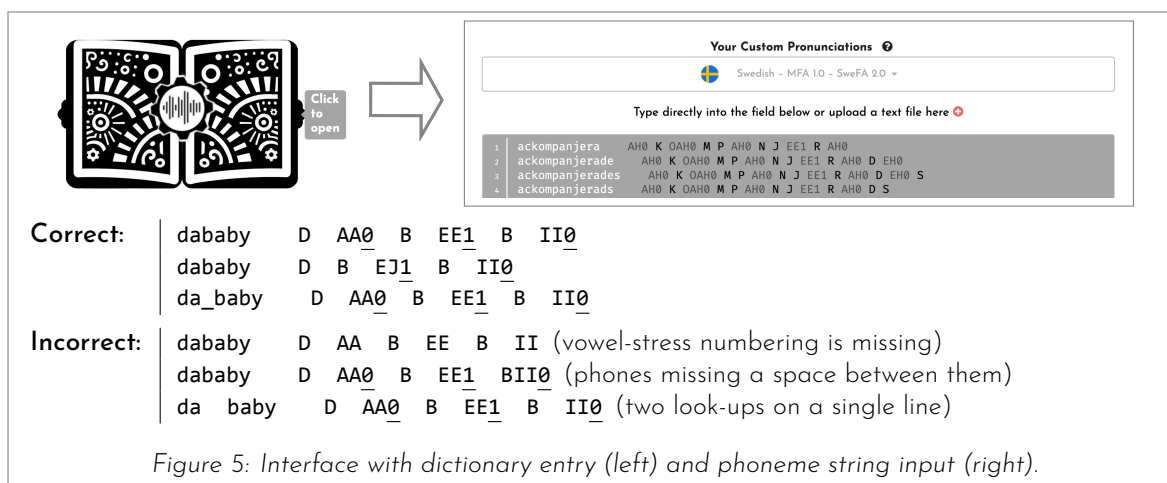 Click
to
open
Your Custom Pronunciations ?
Swedish – MFA 1.0 – SweFA 2.0
Type directly into the field below or upload a text file here
1 ackompanjera AH0 K OAH0 M P AH0 N J EE1 R AH0
2 ackompanjerade AH0 K OAH0 M P AH0 N J EE1 R AH0 D EH0
3 ackompanjerades AH0 K OAH0 M P AH0 N J EE1 R AH0 D EH0 S
4 ackompanjerads AH0 K OAH0 M P AH0 N J EE1 R AH0 D S
Correct: dababy D AA0 B EE1 B II0
dababy D B EJ1 B II0
da_baby D AA0 B EE1 B II0
Incorrect: dababy D AA B EE B II (vowel-stress numbering is missing)
dababy D AA0 B EE1 BII0 (phones missing a space between them)
da baby D AA0 B EE1 B II0 (two look-ups on a single line)
Figure 5: Interface with dictionary entry (left) and phoneme string input (right).